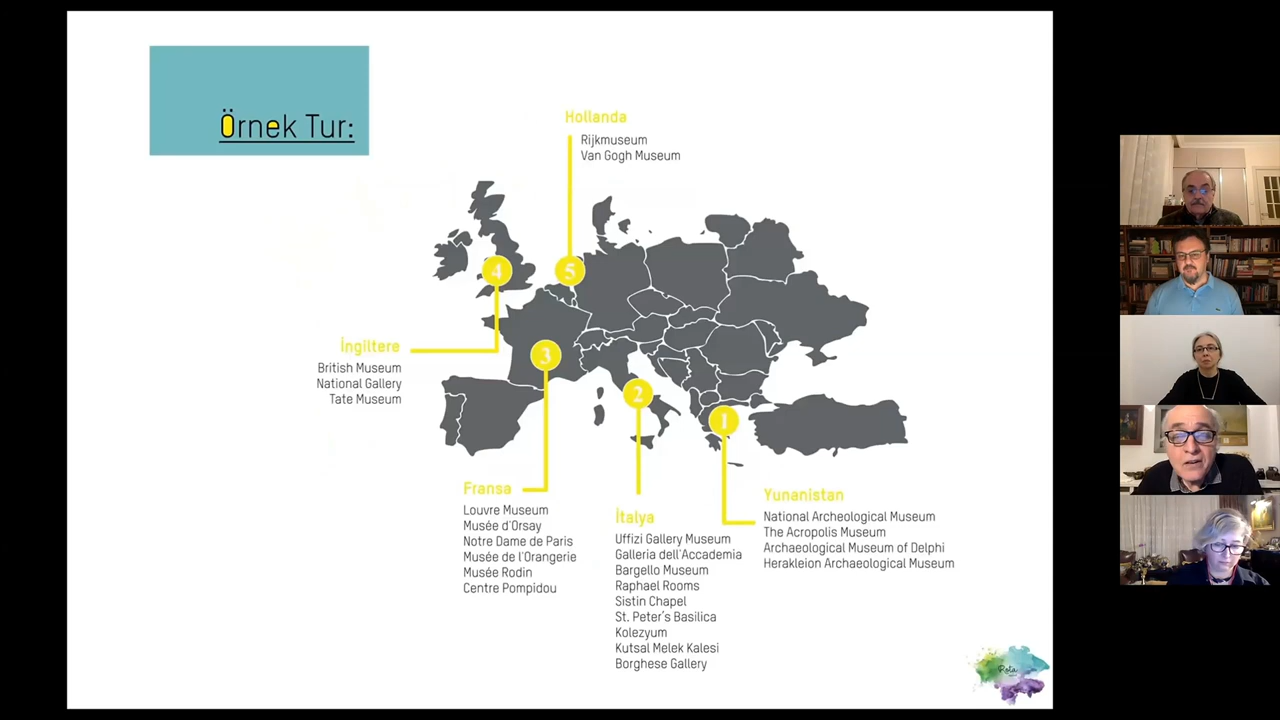 Örnek Tur:
Hollanda
Rijkmuseum
Van Gogh Museum
4
5
İngiltere
British Museum
National Gallery
Tate Museum
3
2
1
Fransa
Louvre Museum
Musée d'Orsay
Notre Dame de Paris
Musée de l'Orangerie
Musée Rodin
Centre Pompidou
İtalya
Uffizi Gallery Museum
Galleria dell'Accademia
Bargello Museum
Raphael Rooms
Sistin Chapel
St. Peter's Basilica
Kolezyum
Kutsal Melek Kalesi
Borghese Gallery
Yunanistan
National Archeological Museum
The Acropolis Museum
Archaeological Museum of Delphi
Herakleion Archaeological Museum
Rota